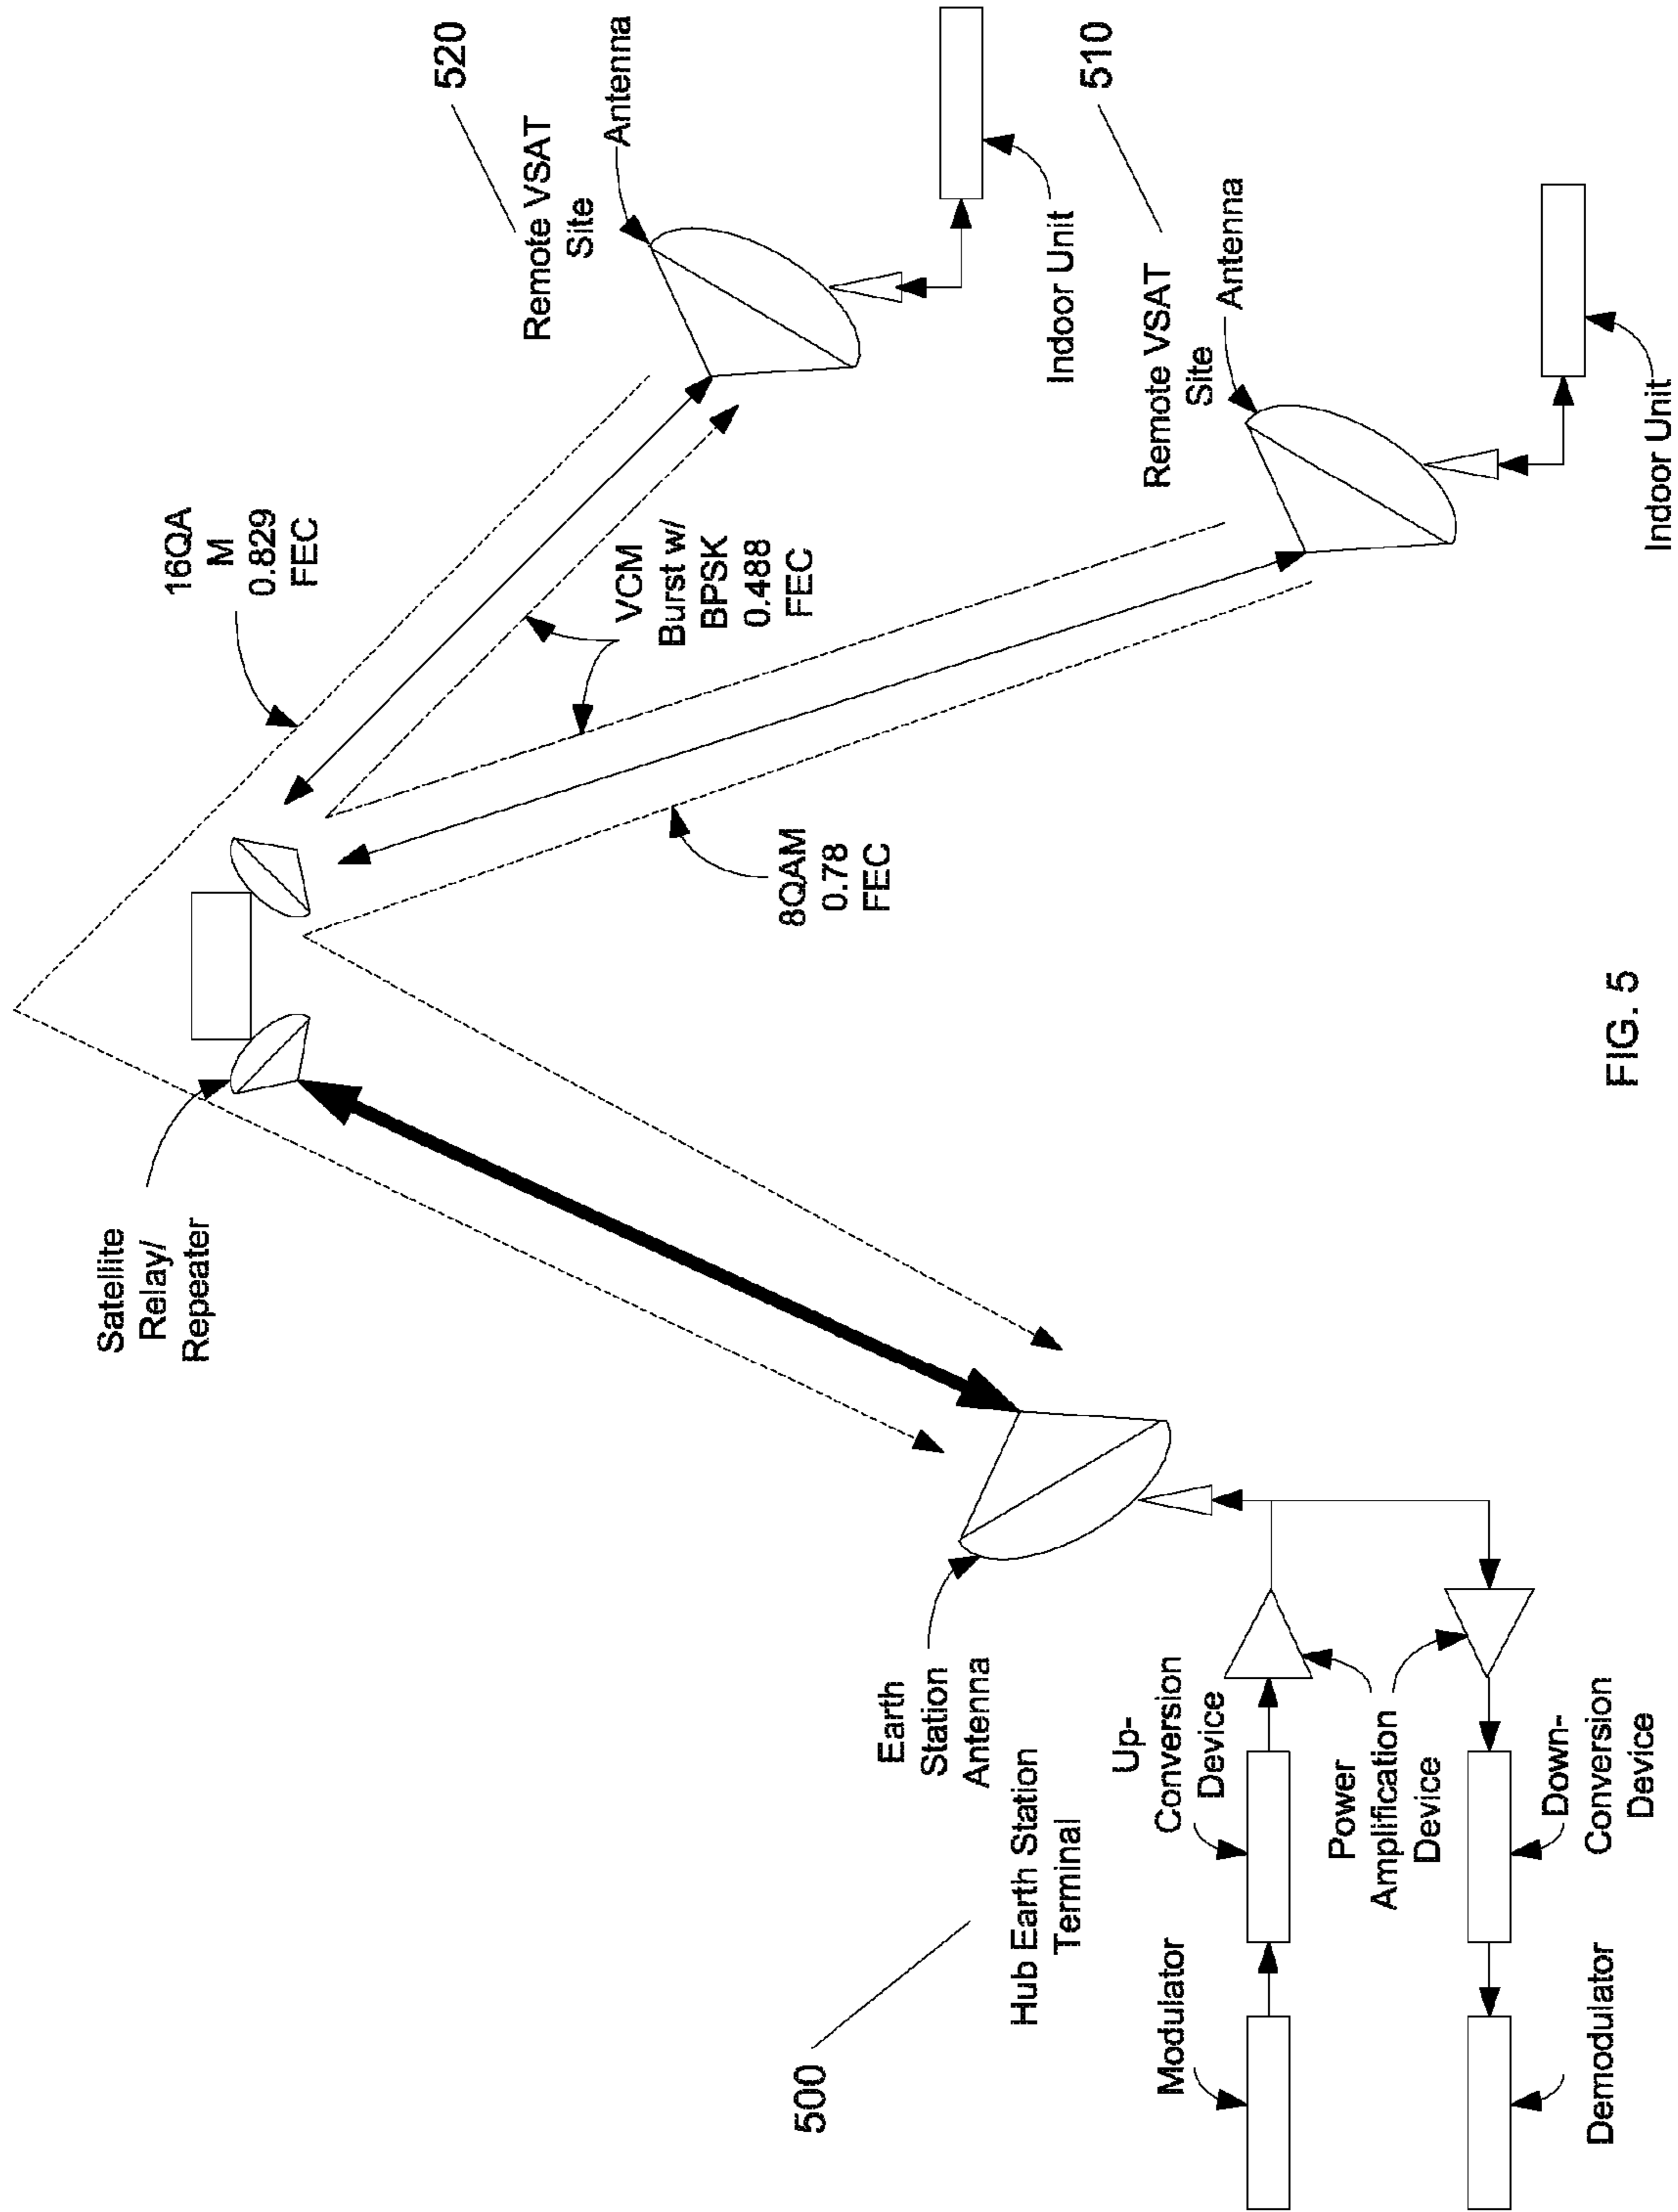 520
Remote VSAT
Site
Antenna
16QA
M
0.829
FEC
VCM
Burst w/
BPSK
0.488
FEC
Indoor Unit
510
Remote VSAT
Site
Antenna
Indoor Unit
8QAM
0.78
FEC
Satellite
Relay/
Repeater
Earth
Station
Antenna
500
Hub Earth Station
Terminal
Modulator
Up-
Conversion
Device
Power
Amplification
Device
Demodulator
Down-
Conversion
Device
FIG. 5